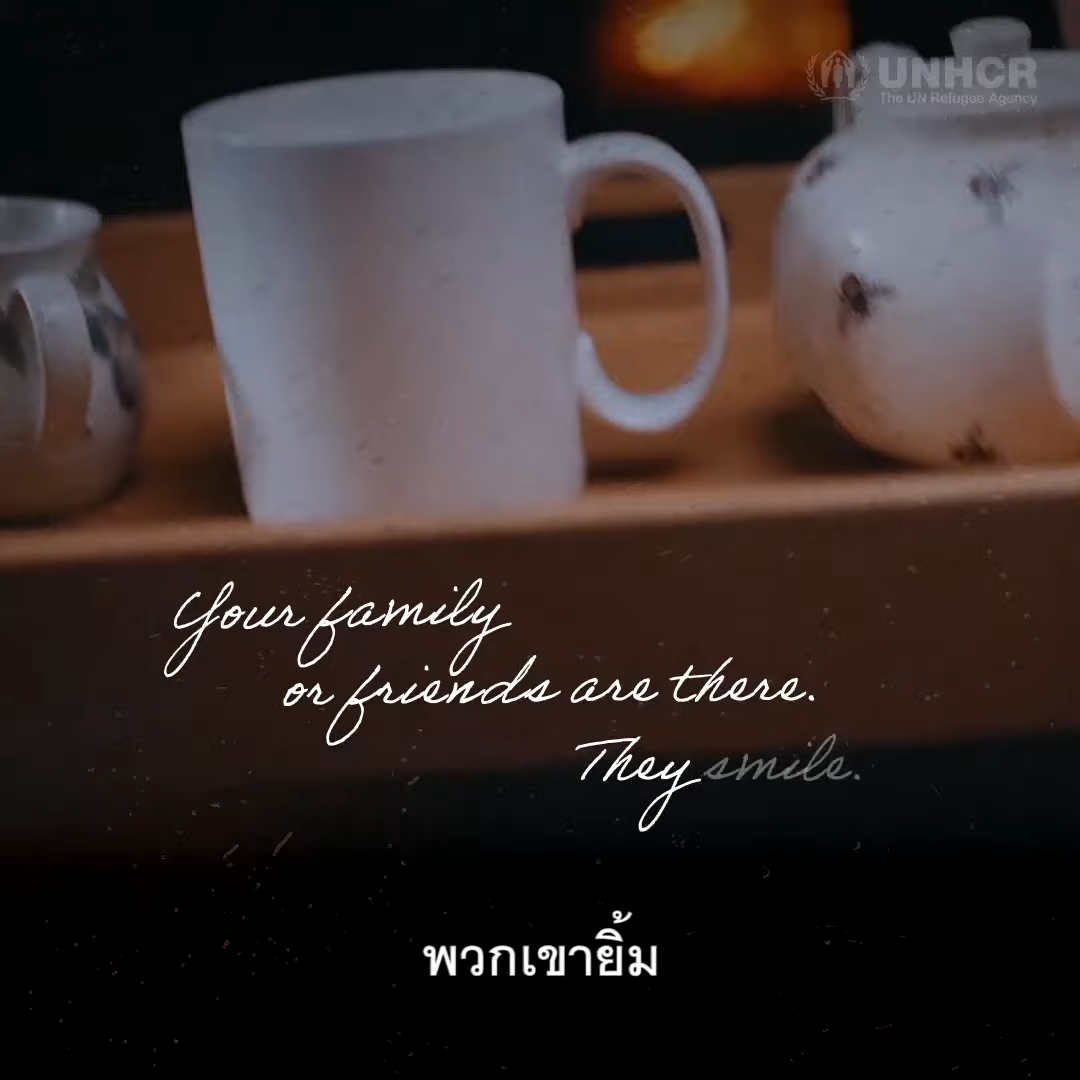 UNHCR
The UN Refugee Agency
Your family
or friends are there.
They smile.
พวกเขายิ้ม